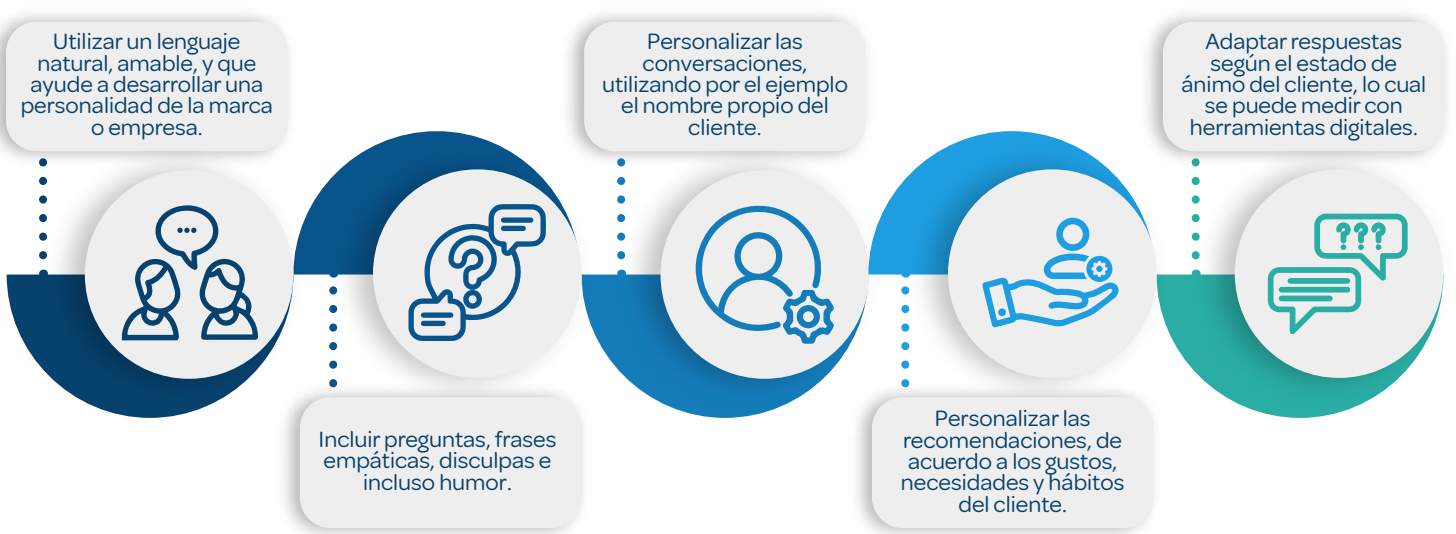 Utilizar un lenguaje
natural, amable, y que
ayude a desarrollar una
personalidad de la marca
o empresa.
Incluir preguntas, frases
empáticas, disculpas e
incluso humor.
Personalizar las
conversaciones,
utilizando por el ejemplo
el nombre propio del
cliente.
Personalizar las
recomendaciones, de
acuerdo a los gustos,
necesidades y hábitos
del cliente.
Adaptar respuestas
según el estado de
ánimo del cliente, lo cual
se puede medir con
herramientas digitales.
???